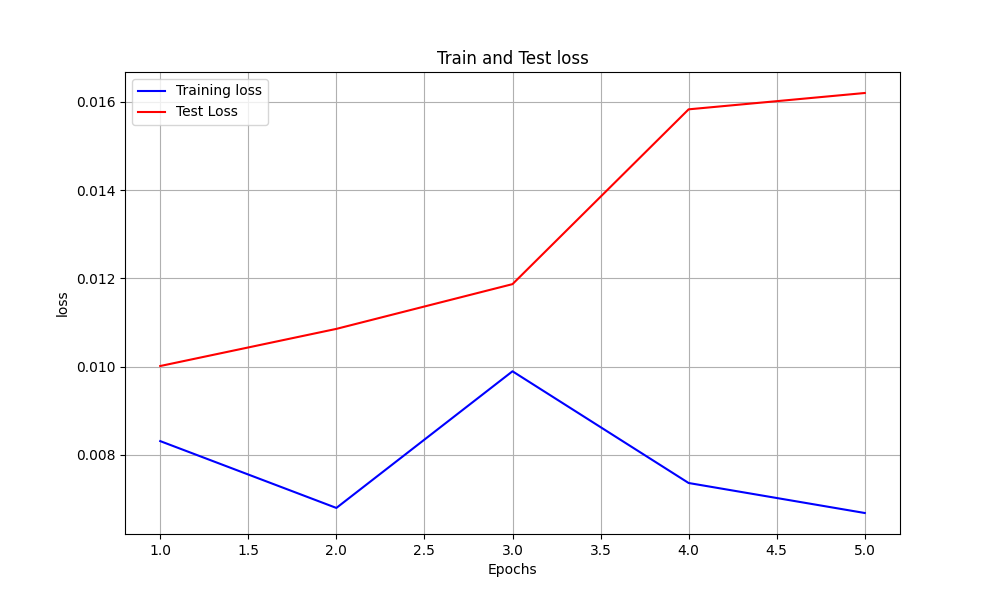 Train and Test loss
Training loss
Test Loss
0.016
0.014
0.012
0.010
0.008
loss
1.0 1.5 2.0 2.5 3.0 3.5 4.0 4.5 5.0
Epochs